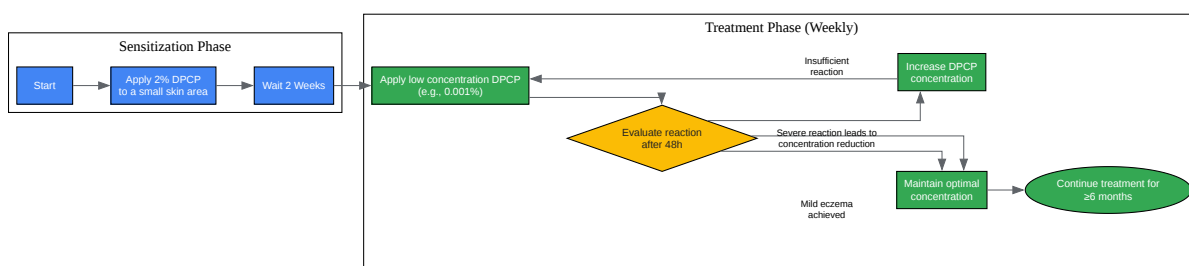 Sensitization Phase
Start
Apply 2% DPCP
to a small skin area
Wait 2 Weeks
Treatment Phase (Weekly)
Apply low concentration DPCP
(e.g., 0.001%)
Insufficient
reaction
Increase DPCP
concentration
Evaluate reaction
after 48h
Severe reaction leads to
concentration reduction
Maintain optimal
concentration
Continue treatment for
≥6 months
Mild eczema
achieved